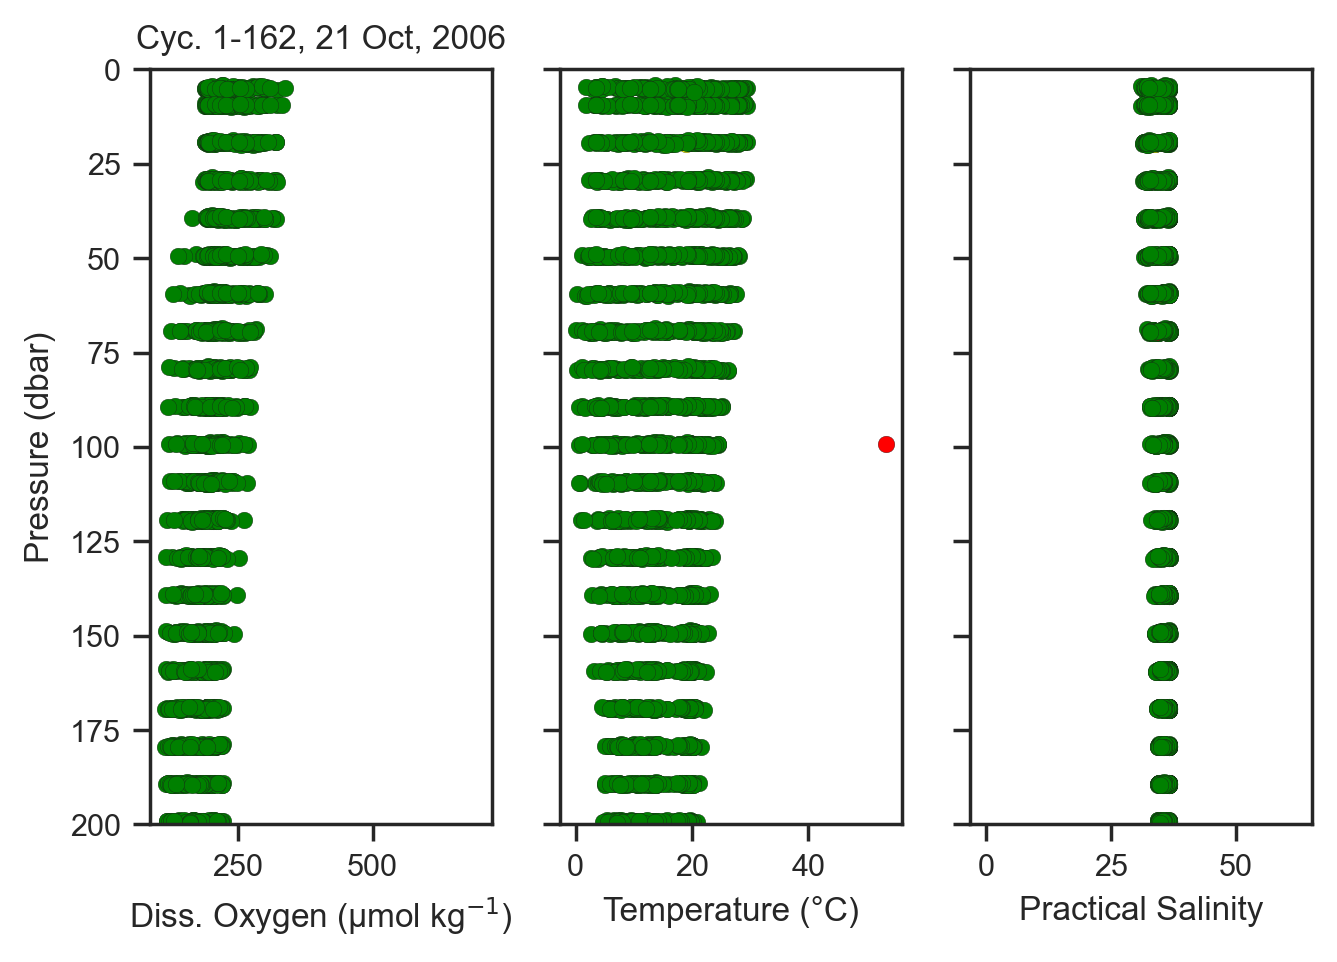 Cyc. 1-162, 21 Oct, 2006
0
25
50
75
100
125
150
175
200
Pressure (dbar)
250 500
0 20 40
0 25 50
Diss. Oxygen (μmol kg⁻¹)
Temperature (°C)
Practical Salinity